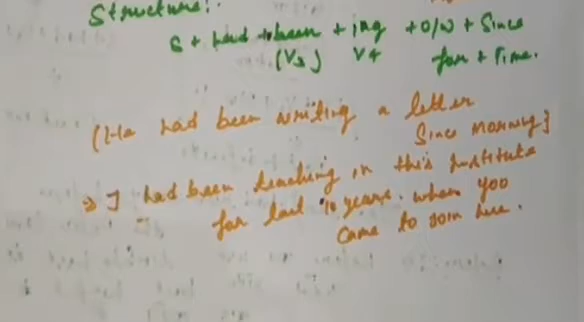 Structure:
S + had + been + ing + O/W + Since
(V3) V4 for + Time.
(He had been writing a letter
Since Morning]
→ I had been teaching in this Institute
for last 10 years when you
came to join here.